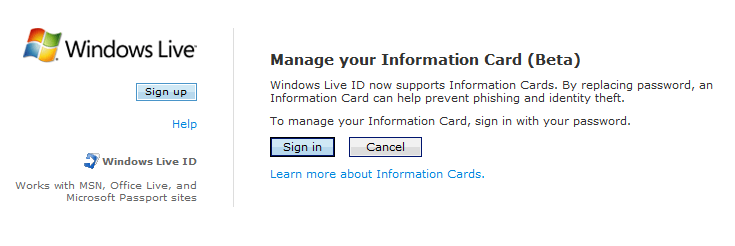 Windows Live
Sign up
Help
Windows Live ID
Works with MSN, Office Live, and
Microsoft Passport sites
Manage your Information Card (Beta)
Windows Live ID now supports Information Cards. By replacing password, an
Information Card can help prevent phishing and identity theft.
To manage your Information Card, sign in with your password.
Sign in
Cancel
Learn more about Information Cards.